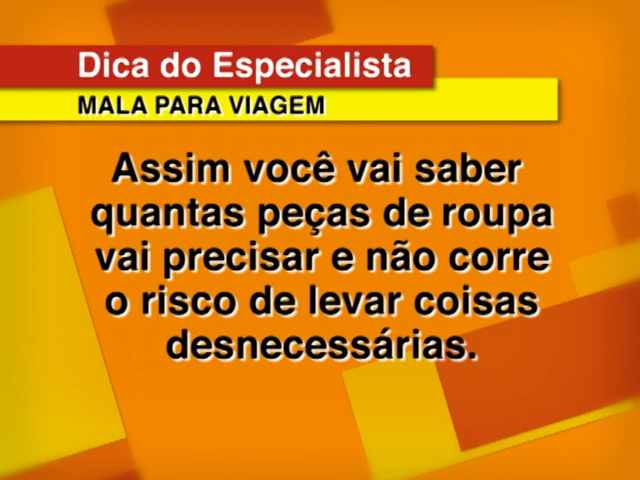 Dica do Especialista
MALA PARA VIAGEM
Assim você vai saber
quantas peças de roupa
vai precisar e não corre
o risco de levar coisas
desnecessárias.